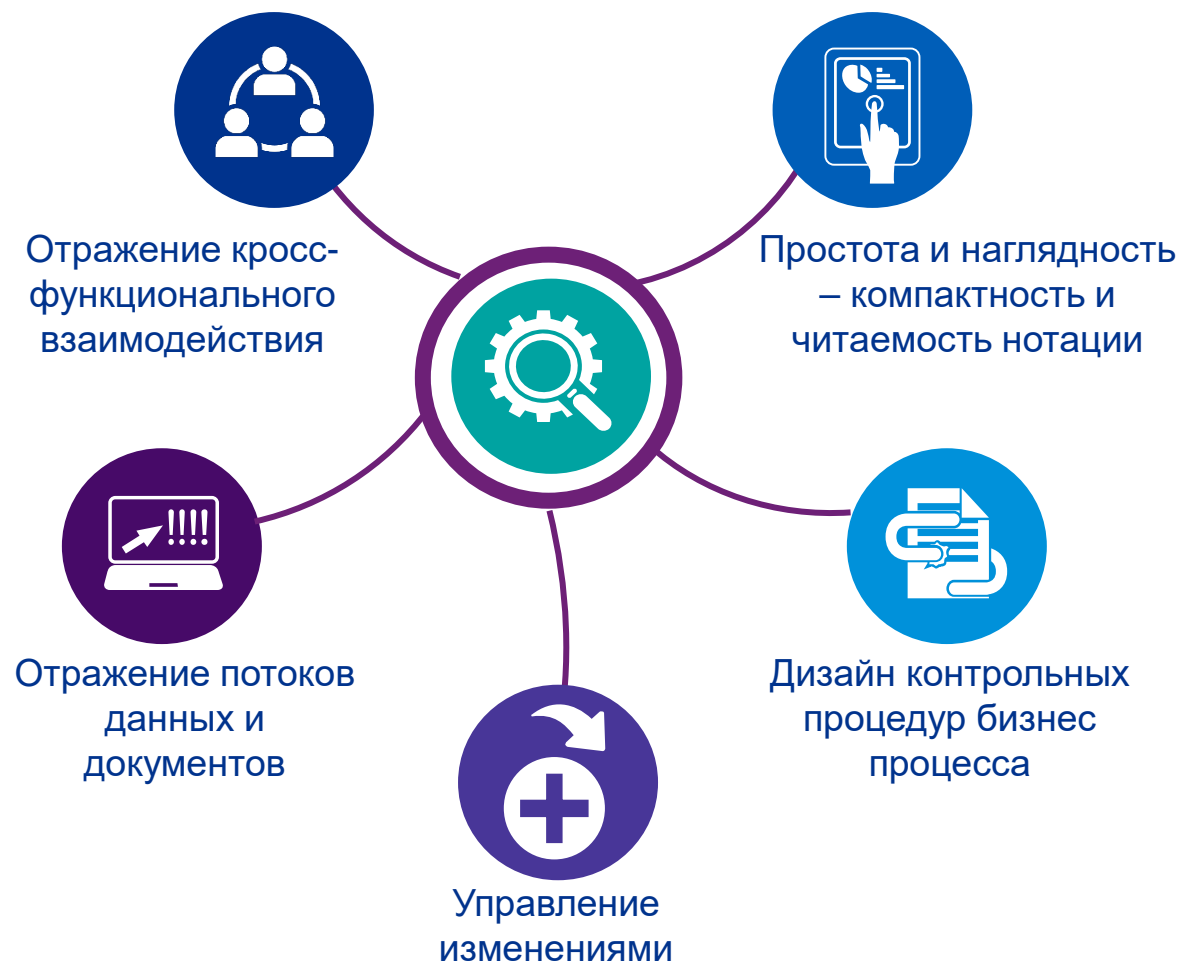 Отражение кросс-
функционального
взаимодействия
Простота и наглядность
– компактность и
читаемость нотации
Отражение потоков
данных и
документов
Дизайн контрольных
процедур бизнес
процесса
Управление
изменениями